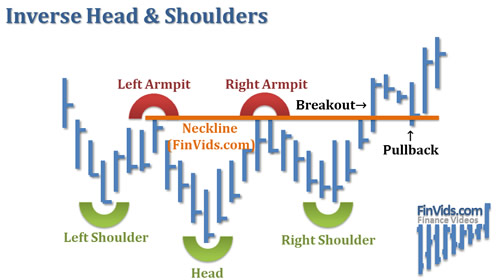 Inverse Head & Shoulders
Left Armpit
Right Armpit
Breakout→
Neckline
(FinVids.com)
↑
Pullback
Left Shoulder
Right Shoulder
Head
FinVids.com
Finance Videos